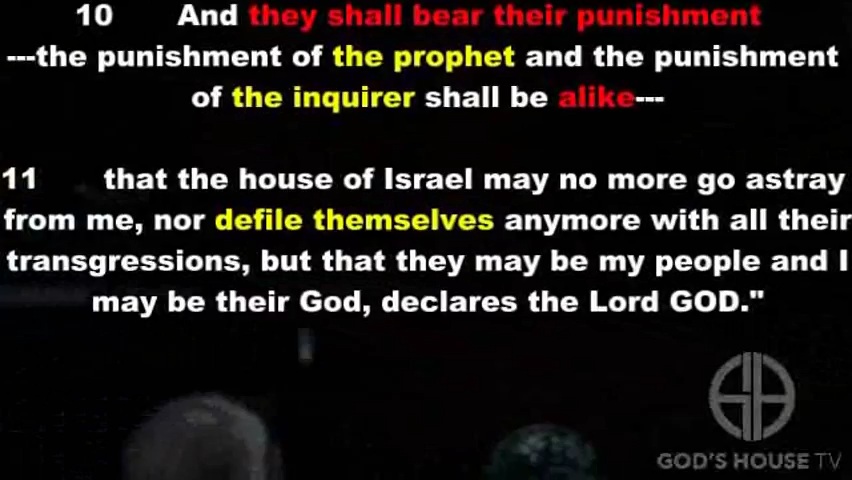 10 And they shall bear their punishment
---the punishment of the prophet and the punishment
of the inquirer shall be alike---
11 that the house of Israel may no more go astray
from me, nor defile themselves anymore with all their
transgressions, but that they may be my people and I
may be their God, declares the Lord GOD."
GOD'S HOUSE TV